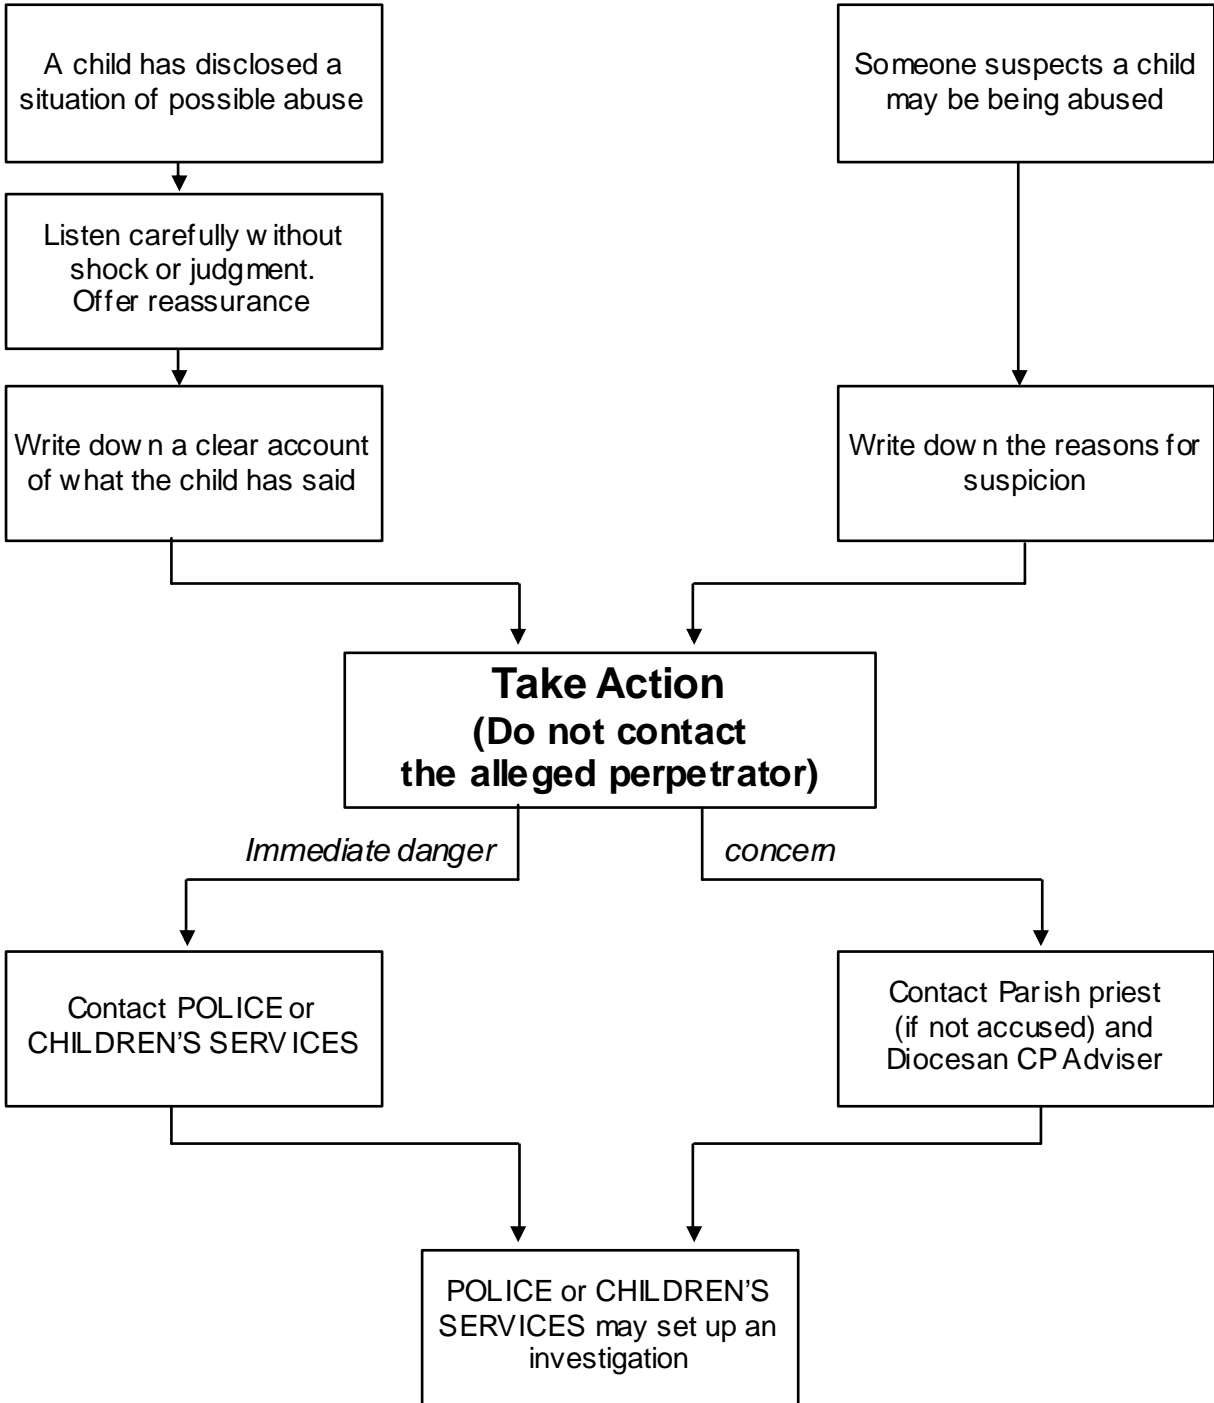 A child has disclosed a
situation of possible abuse
Someone suspects a child
may be being abused
Listen carefully without
shock or judgment.
Offer reassurance
Write down a clear account
of what the child has said
Write down the reasons for
suspicion
Take Action
(Do not contact
the alleged perpetrator)
Immediate danger
concern
Contact POLICE or
CHILDREN'S SERVICES
Contact Parish priest
(if not accused) and
Diocesan CP Adviser
POLICE or CHILDREN'S
SERVICES may set up an
investigation